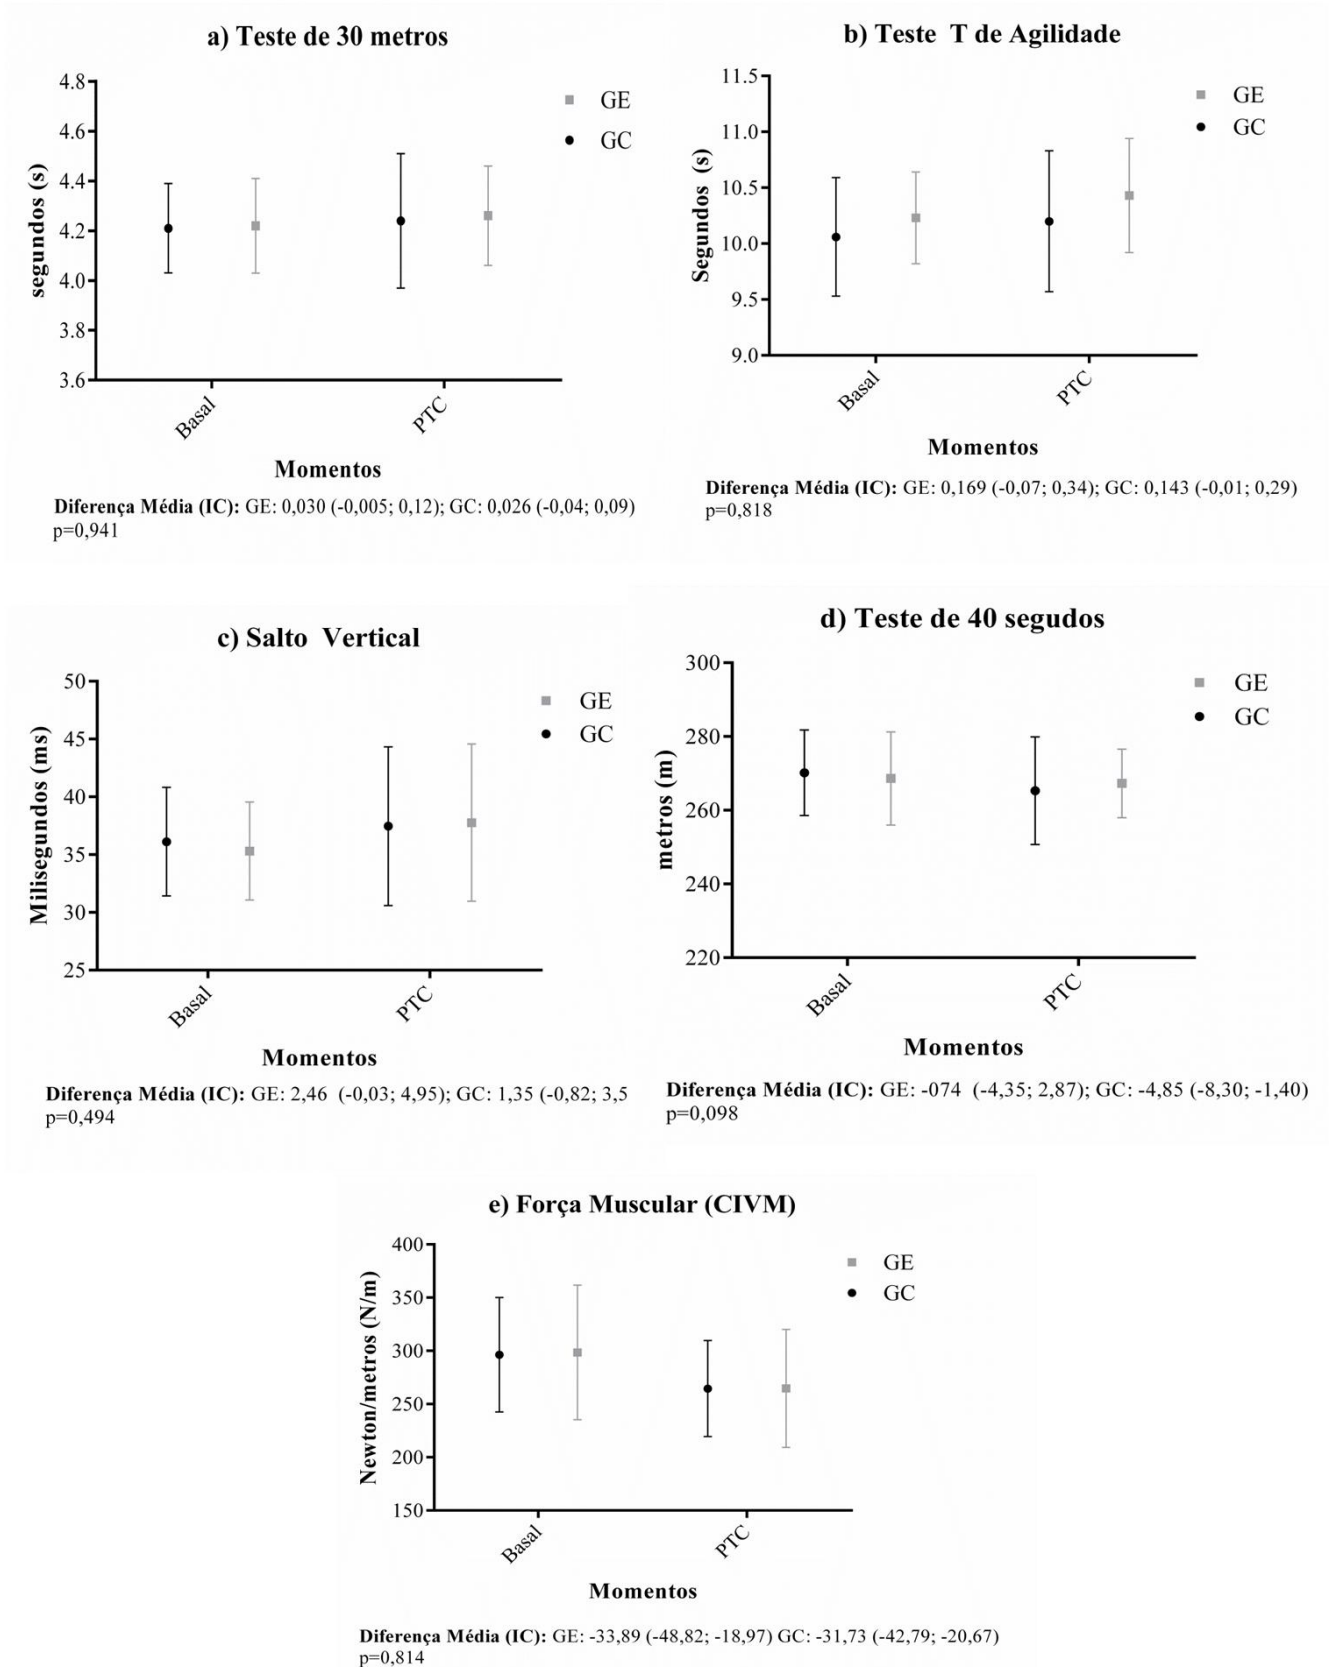 a) Teste de 30 metros
4.8
4.6
4.4
4.2
4.0
3.8
3.6
segundos (s)
GE
GC
Basal
PTC
Momentos
Diferença Média (IC): GE: 0,030 (-0,005; 0,12); GC: 0,026 (-0,04; 0,09)
p=0,941
b) Teste T de Agilidade
11.5
11.0
10.5
10.0
9.5
9.0
Segundos (s)
GE
GC
Basal
PTC
Momentos
Diferença Média (IC): GE: 0,169 (-0,07; 0,34); GC: 0,143 (-0,01; 0,29)
p=0,818
c) Salto Vertical
50
45
40
35
30
25
Milisegundos (ms)
GE
GC
Basal
PTC
Momentos
Diferença Média (IC): GE: 2,46 (-0,03; 4,95); GC: 1,35 (-0,82; 3,5
p=0,494
d) Teste de 40 segudos
300
280
260
240
220
metros (m)
GE
GC
Basal
PTC
Momentos
Diferença Média (IC): GE: -074 (-4,35; 2,87); GC: -4,85 (-8,30; -1,40)
p=0,098
e) Força Muscular (CIVM)
400
350
300
250
200
150
Newton/metros (N/m)
GE
GC
Basal
PTC
Momentos
Diferença Média (IC): GE: -33,89 (-48,82; -18,97) GC: -31,73 (-42,79; -20,67)
p=0,814